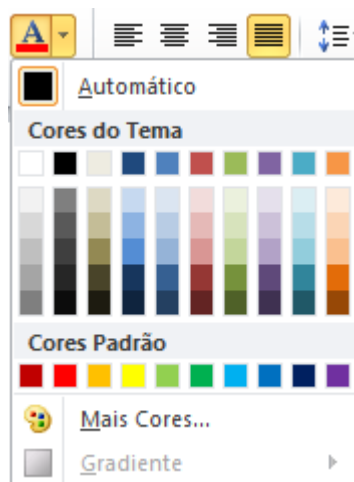 A
Automático
Cores do Tema
Cores Padrão
Mais Cores...
Gradiente